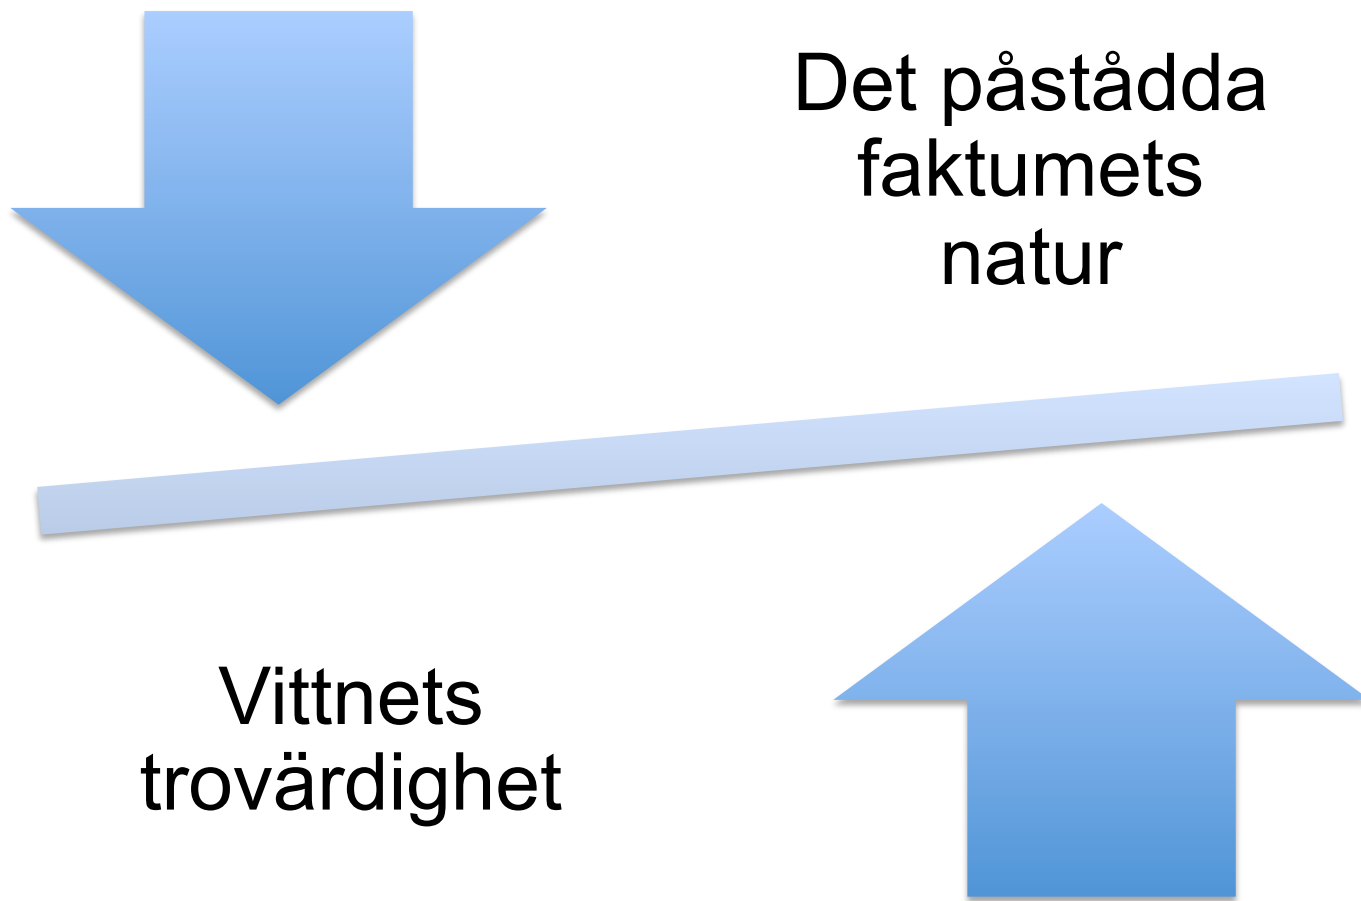 Det påstådda
faktumets
natur
Vittnets
trovärdighet